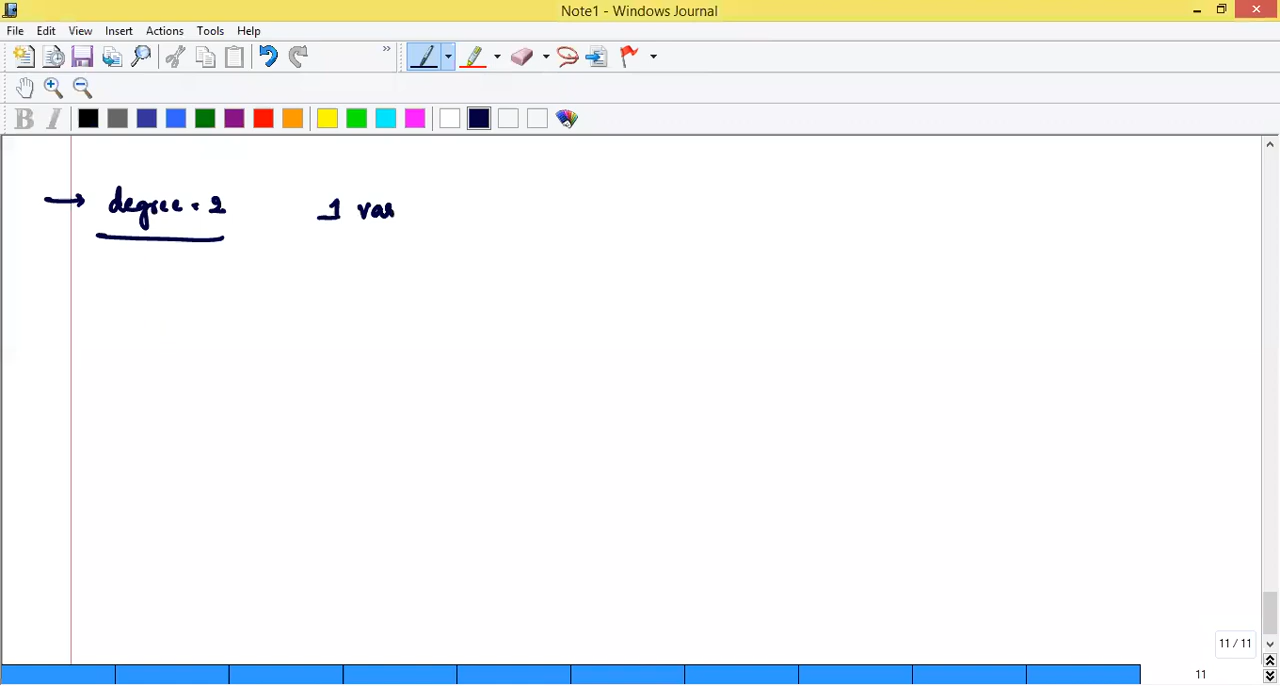 Note1 - Windows Journal
File Edit View Insert Actions Tools Help
»
B I
→ degree = 2 1 var
11 / 11
11